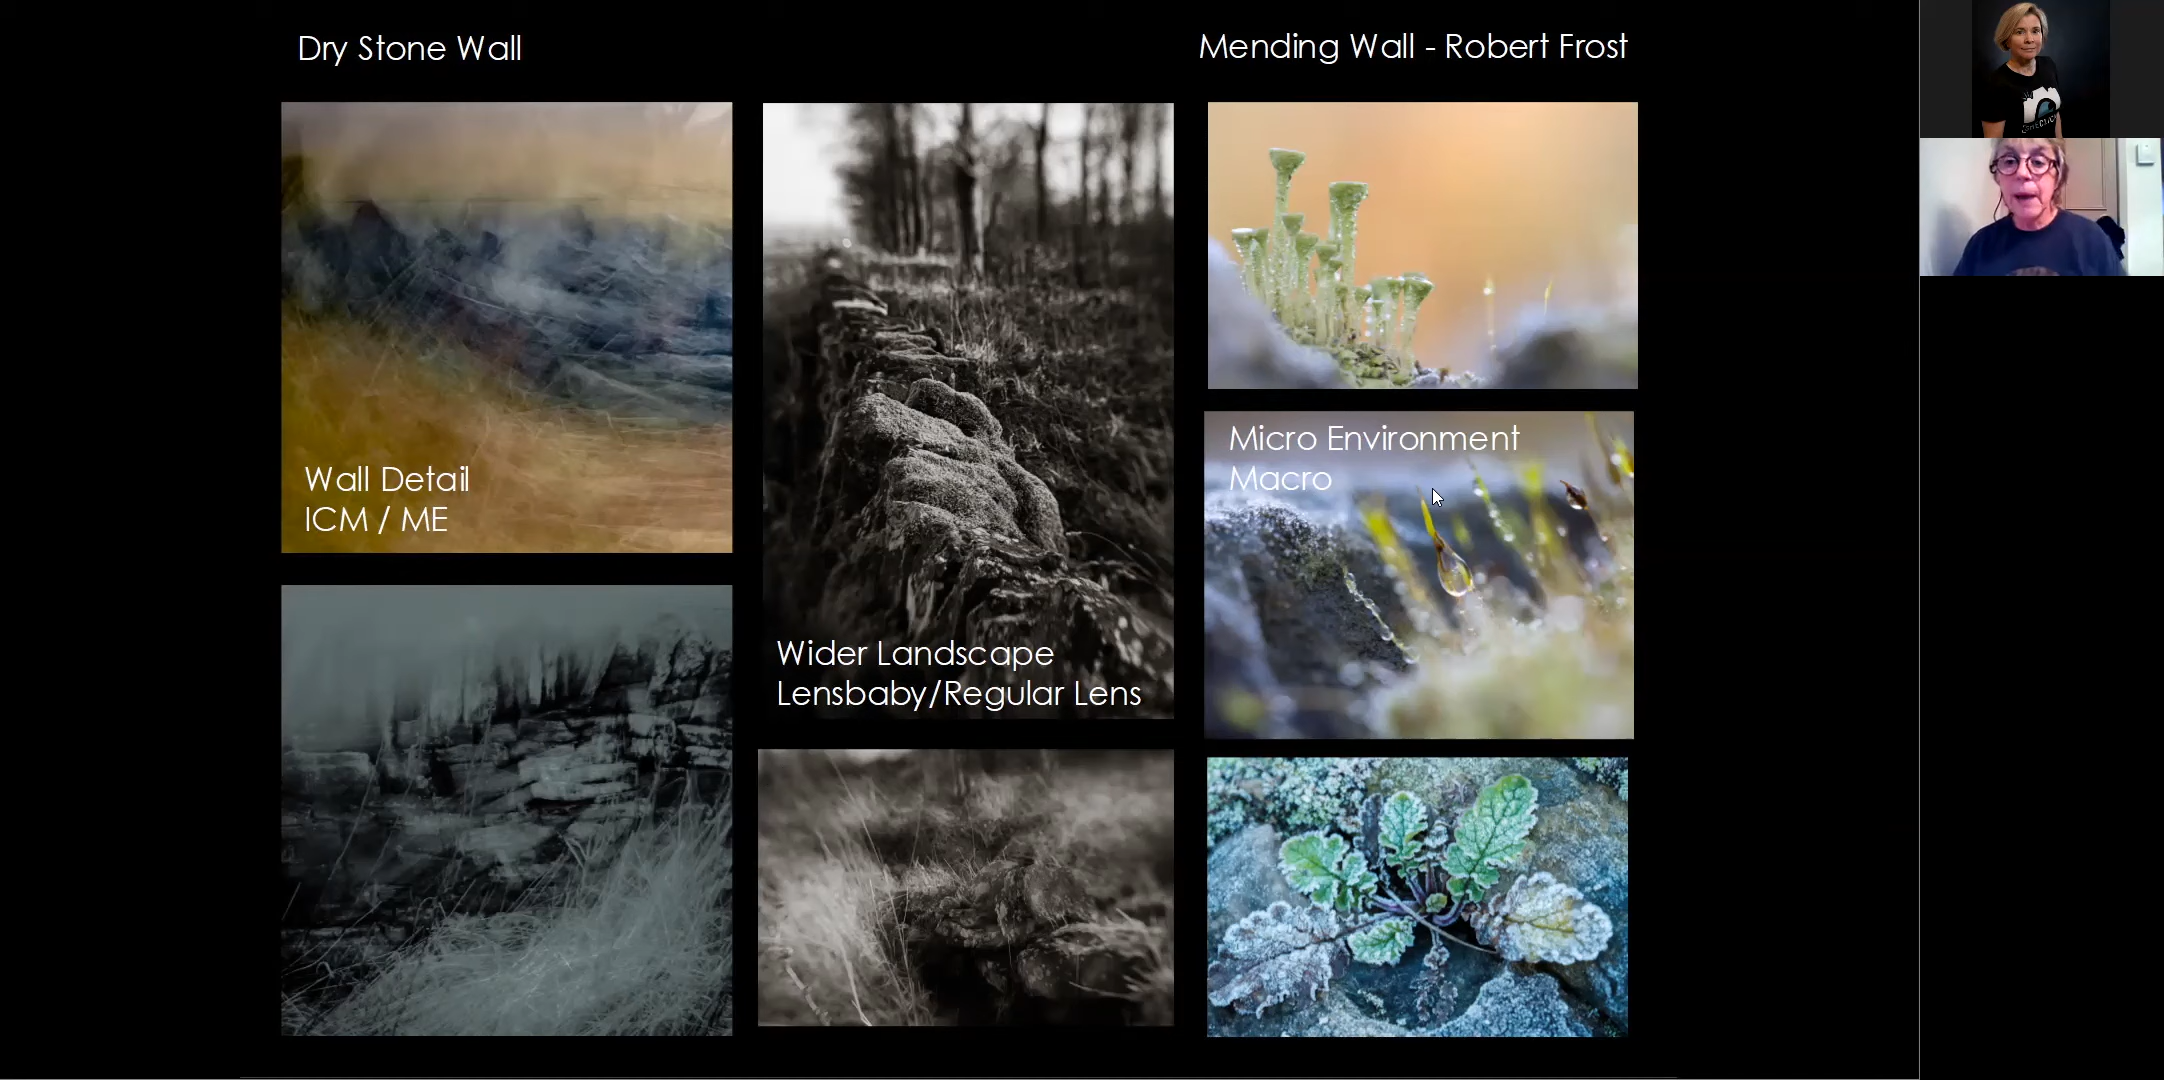 Dry Stone Wall
Mending Wall - Robert Frost
Wall Detail
ICM / ME
Wider Landscape
Lensbaby/Regular Lens
Micro Environment
Macro